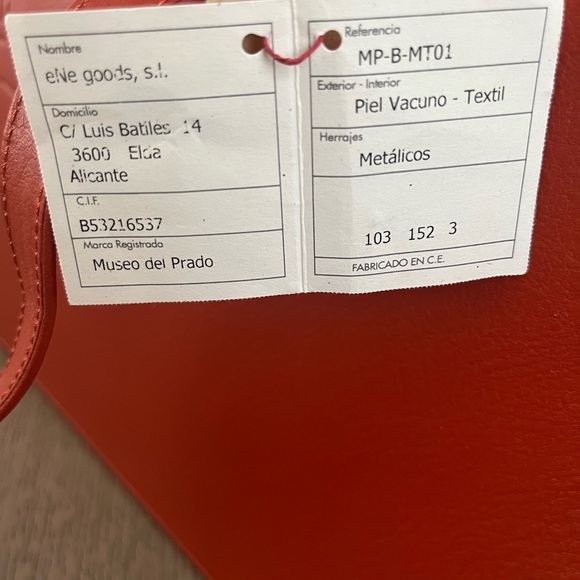 Nombre
eNe goods, s.l.
Domicilio
C/ Luis Batiles 14
3600 Elda
Alicante
C.I.F.
B53216537
Marca Registrada
Museo del Prado
Referencia
MP-B-MT01
Exterior - Interior
Piel Vacuno - Textil
Herrajes
Metálicos
103 152 3
FABRICADO EN C.E.